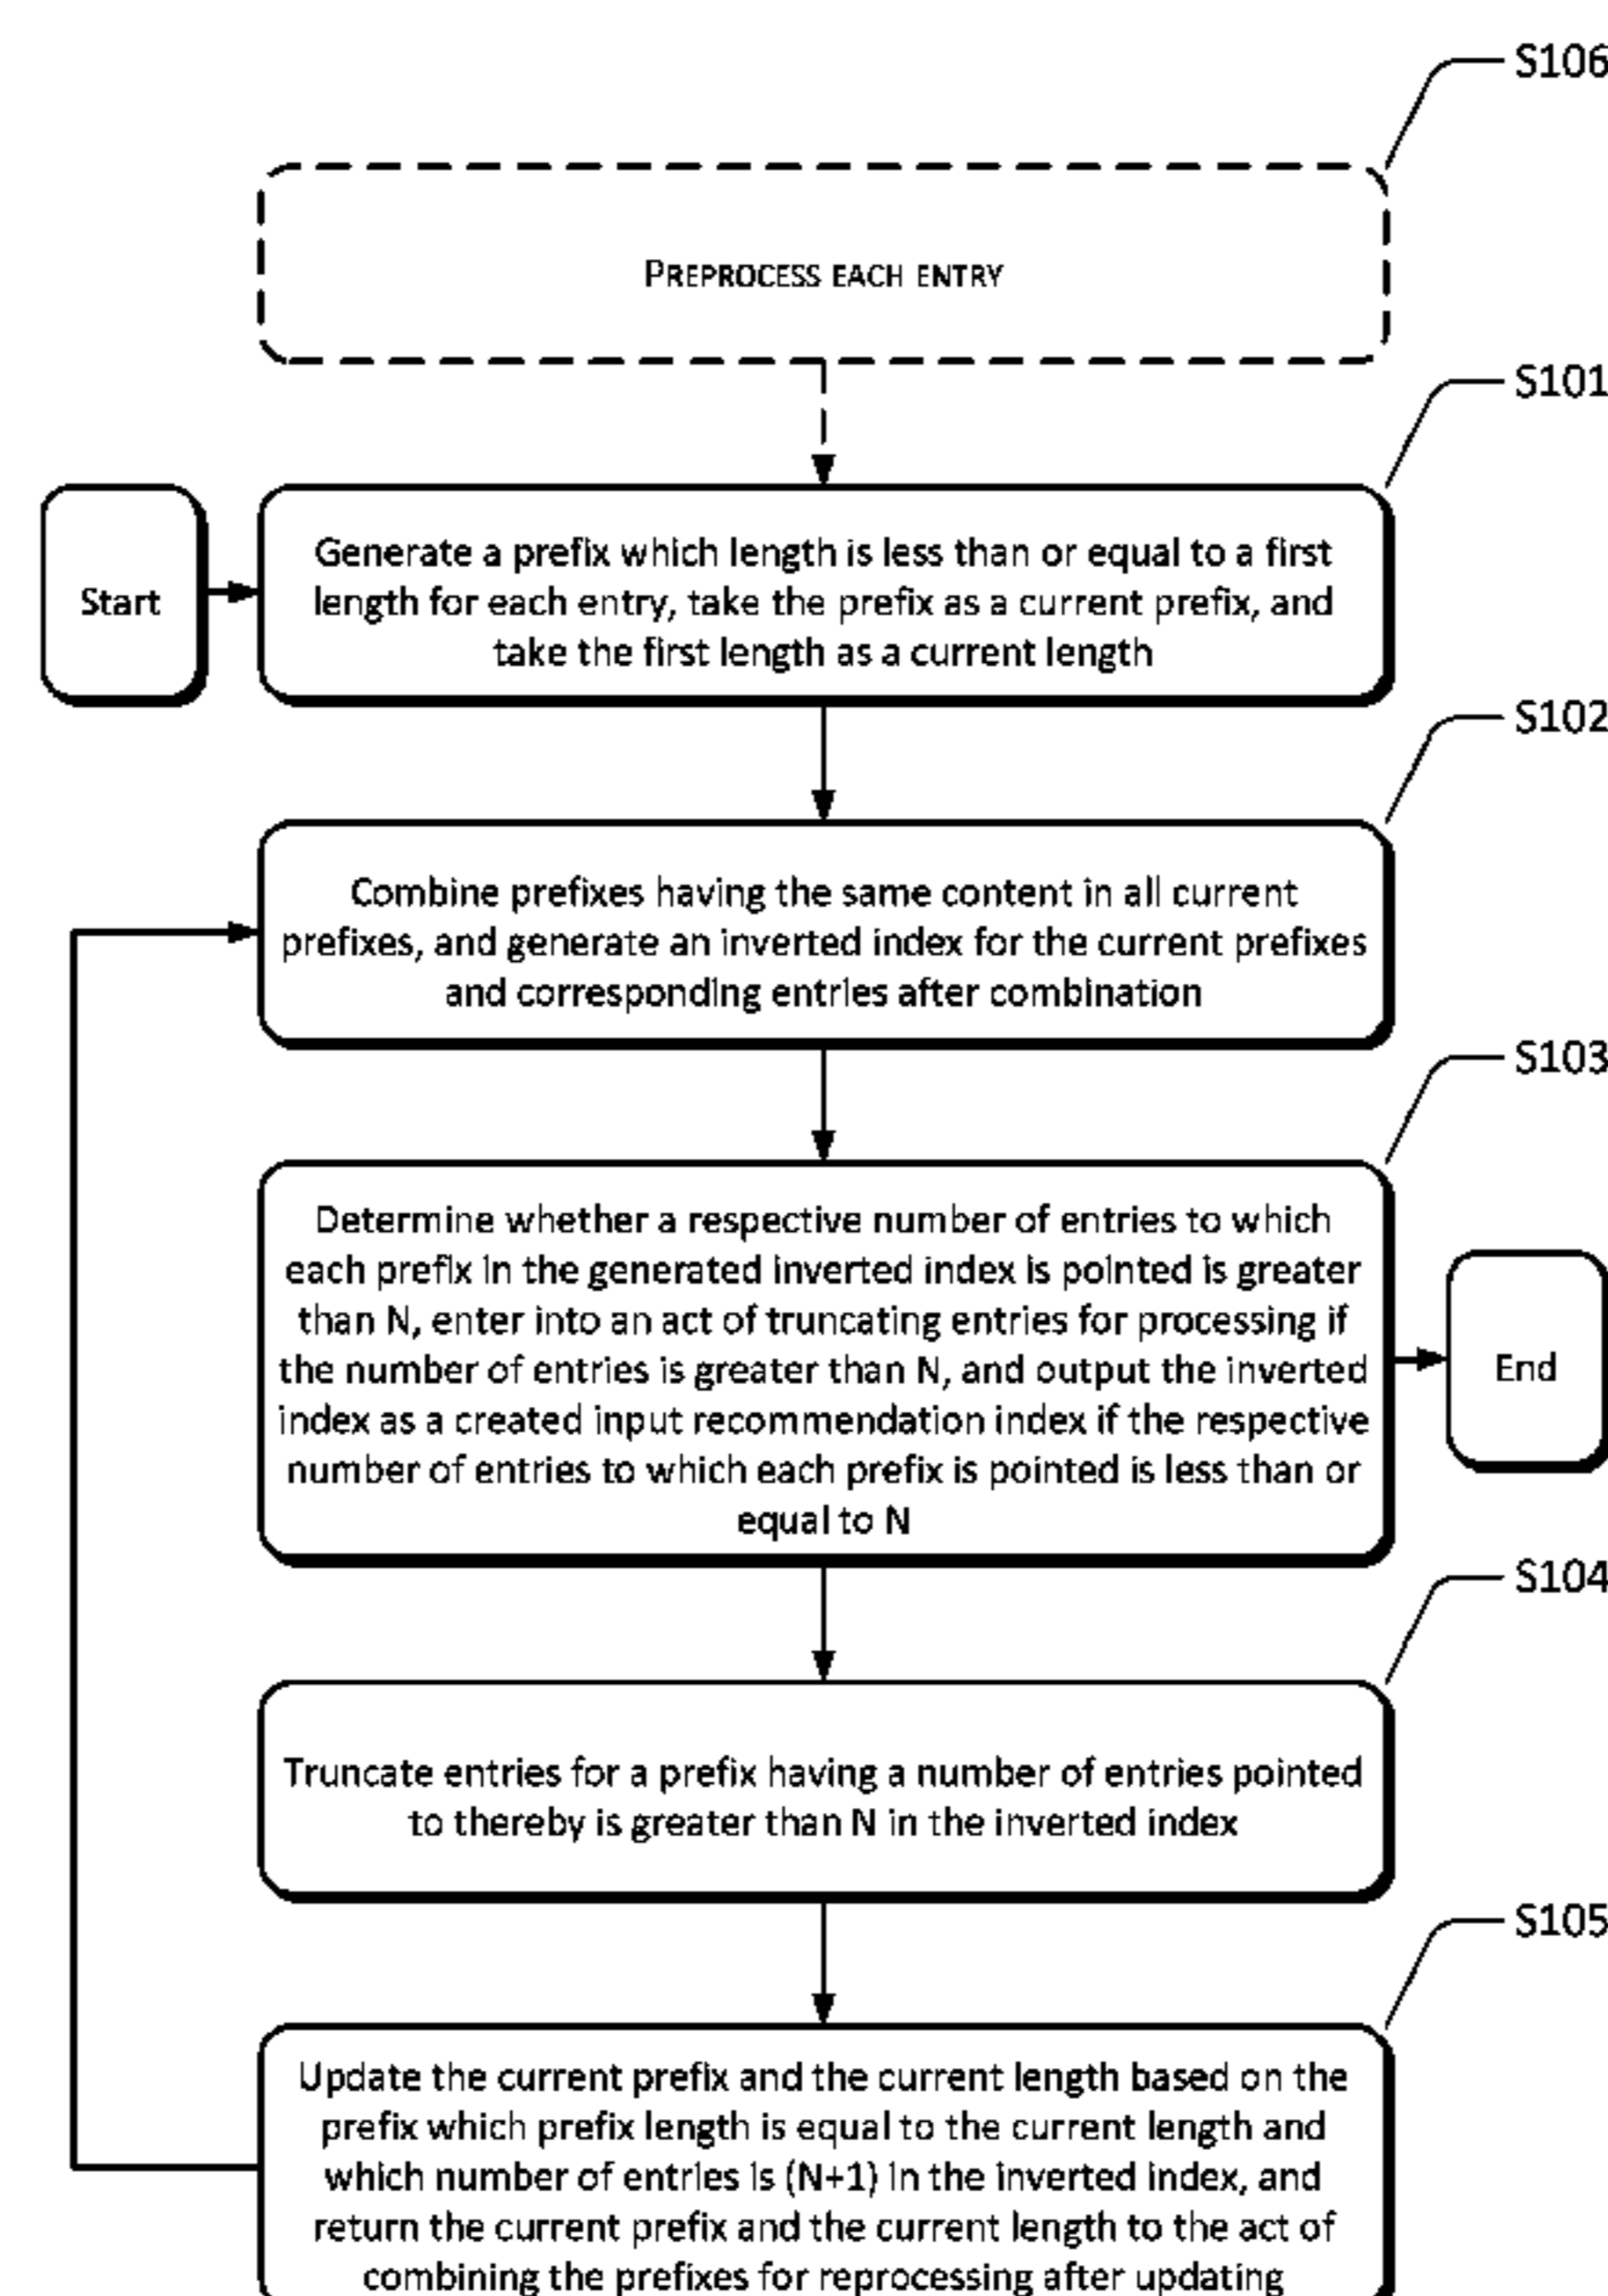 S106
PREPROCESS EACH ENTRY
S101
Start
Generate a prefix which length is less than or equal to a first
length for each entry, take the prefix as a current prefix, and
take the first length as a current length
S102
Combine prefixes having the same content in all current
prefixes, and generate an inverted index for the current prefixes
and corresponding entries after combination
S103
Determine whether a respective number of entries to which
each prefix in the generated inverted index is pointed is greater
than N, enter into an act of truncating entries for processing if
the number of entries is greater than N, and output the inverted
index as a created input recommendation index if the respective
number of entries to which each prefix is pointed is less than or
equal to N
End
S104
Truncate entries for a prefix having a number of entries pointed
to thereby is greater than N in the inverted index
S105
Update the current prefix and the current length based on the
prefix which prefix length is equal to the current length and
which number of entries is (N+1) in the inverted index, and
return the current prefix and the current length to the act of
combining the prefixes for reprocessing after updating